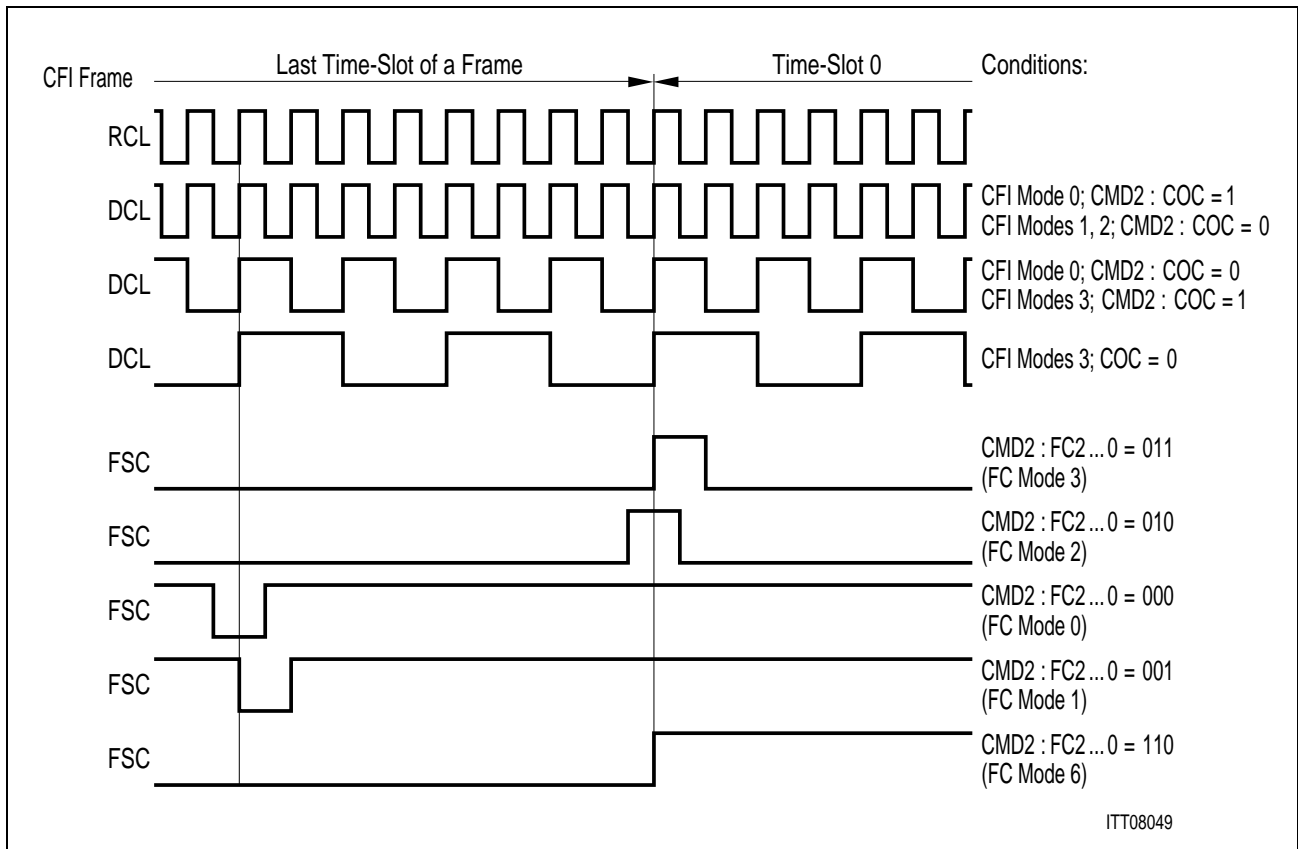 Last Time-Slot of a Frame Time-Slot 0 Conditions:
CFI Frame
RCL
DCL CFI Mode 0; CMD2 : COC = 1
CFI Modes 1, 2; CMD2 : COC = 0
DCL CFI Mode 0; CMD2 : COC = 0
CFI Modes 3; CMD2 : COC = 1
DCL CFI Modes 3; COC = 0
FSC CMD2 : FC2 ... 0 = 011
(FC Mode 3)
FSC CMD2 : FC2 ... 0 = 010
(FC Mode 2)
FSC CMD2 : FC2 ... 0 = 000
(FC Mode 0)
FSC CMD2 : FC2 ... 0 = 001
(FC Mode 1)
FSC CMD2 : FC2 ... 0 = 110
(FC Mode 6)
ITT08049